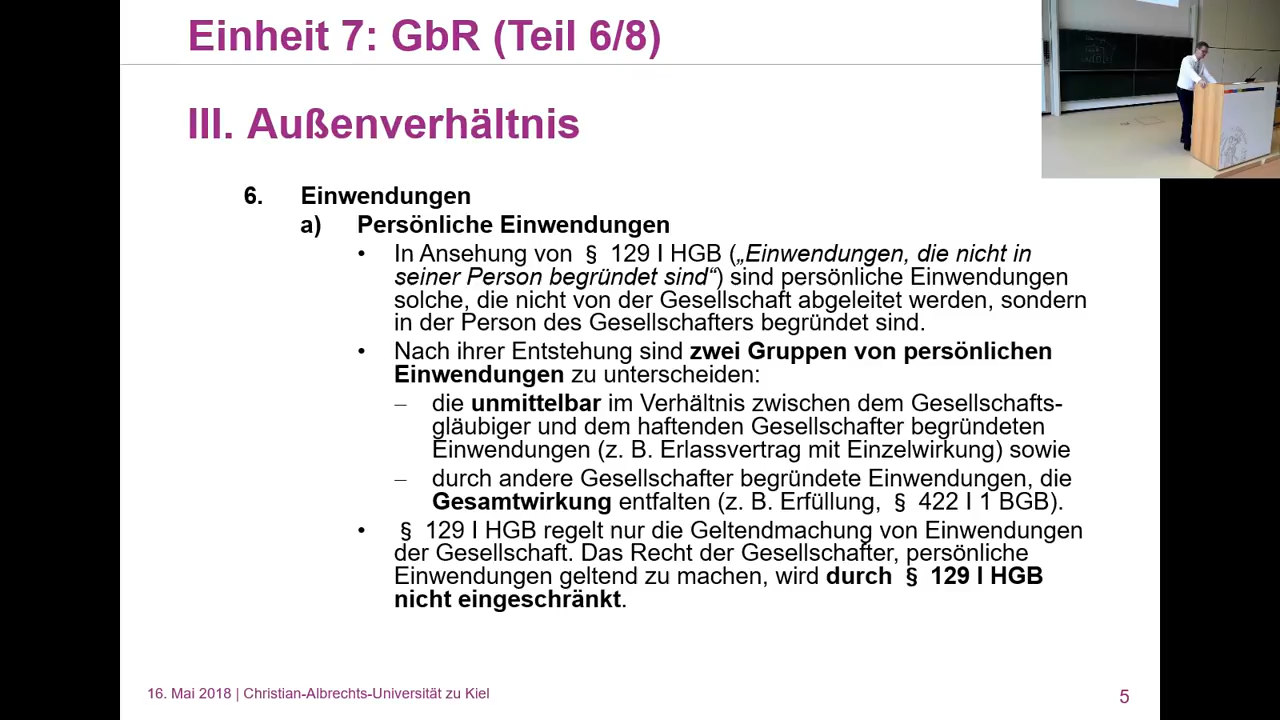 Einheit 7: GbR (Teil 6/8)
III. Außenverhältnis
6. Einwendungen
a) Persönliche Einwendungen
• In Ansehung von § 129 I HGB („Einwendungen, die nicht in
seiner Person begründet sind“) sind persönliche Einwendungen
solche, die nicht von der Gesellschaft abgeleitet werden, sondern
in der Person des Gesellschafters begründet sind.
• Nach ihrer Entstehung sind zwei Gruppen von persönlichen
Einwendungen zu unterscheiden:
– die unmittelbar im Verhältnis zwischen dem Gesellschafts-
gläubiger und dem haftenden Gesellschafter begründeten
Einwendungen (z. B. Erlassvertrag mit Einzelwirkung) sowie
– durch andere Gesellschafter begründete Einwendungen, die
Gesamtwirkung entfalten (z. B. Erfüllung, § 422 I 1 BGB).
• § 129 I HGB regelt nur die Geltendmachung von Einwendungen
der Gesellschaft. Das Recht der Gesellschafter, persönliche
Einwendungen geltend zu machen, wird durch § 129 I HGB
nicht eingeschränkt.
16. Mai 2018 | Christian-Albrechts-Universität zu Kiel
5